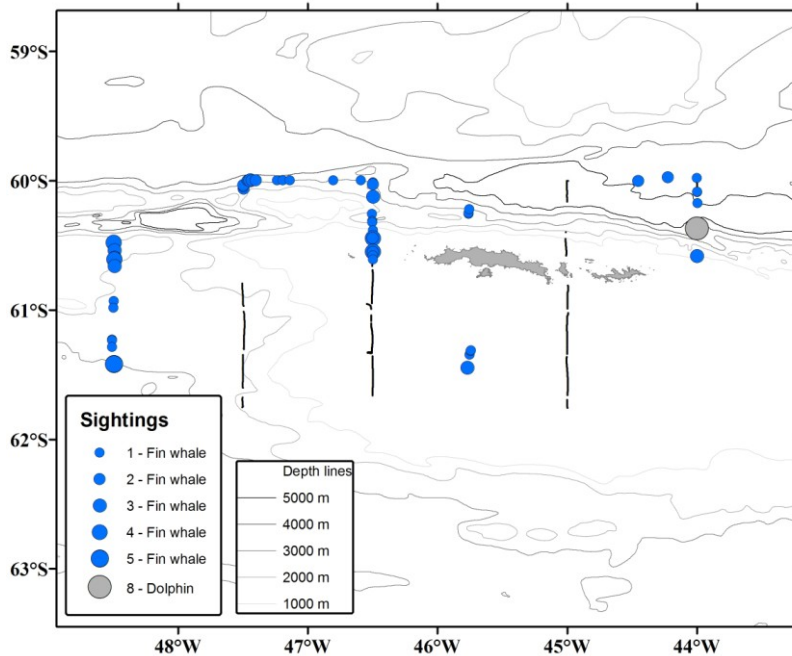 59°S
60°S
61°S
62°S
63°S
Sightings
1 - Fin whale
2 - Fin whale
3 - Fin whale
4 - Fin whale
5 - Fin whale
8 - Dolphin
Depth lines
5000 m
4000 m
3000 m
2000 m
1000 m
48°W
47°W
46°W
45°W
44°W